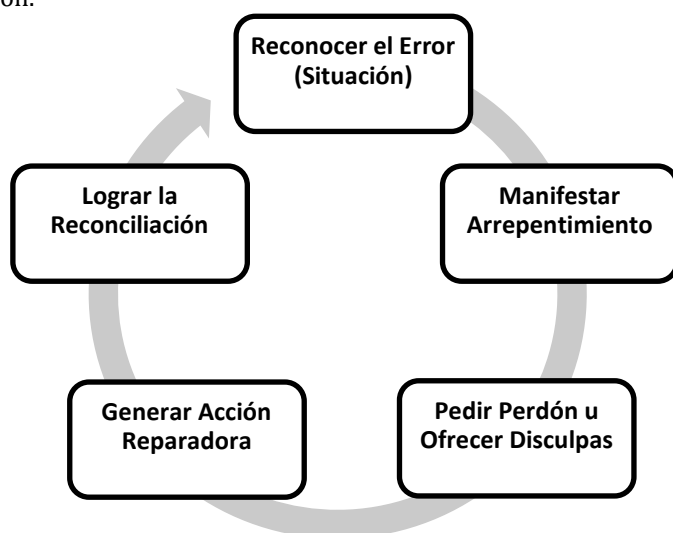 Reconocer el Error
(Situación)
Manifestar
Arrepentimiento
Pedir Perdón u
Ofrecer Disculpas
Generar Acción
Reparadora
Lograr la
Reconciliación